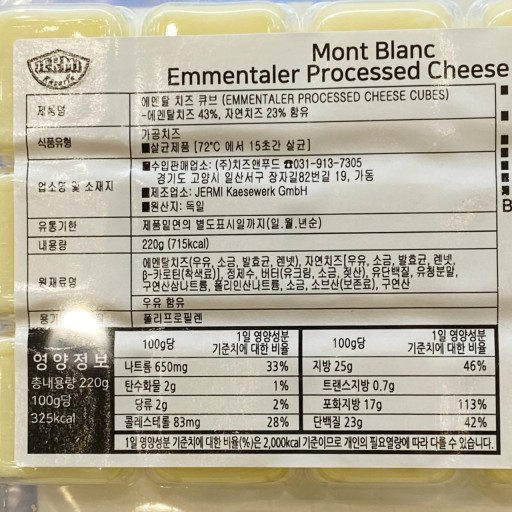 JERMI
Mont Blanc
Emmentaler Processed Cheese
제품명
에멘탈 치즈 큐브 (EMMENTALER PROCESSED CHEESE CUBES)
-에멘탈치즈 43%, 자연치즈 23% 함유
식품유형
가공치즈
■살균제품 [72℃ 에서 15초간 살균]
업소명 및 소재지
■수입판매업소: (주)치즈앤푸드 ☎031-913-7305
경기도 고양시 일산서구 장자길82번길 19, 가동
■제조업소: JERMI Kaesewerk GmbH
■원산지: 독일
유통기한
제품밑면의 별도표시일까지(일.월.년순)
내용량
220g (715kcal)
원재료명
에멘탈치즈(우유, 소금, 발효균, 렌넷), 자연치즈[우유, 소금, 발효균, 렌넷,
β-카로틴(착색료)], 정제수, 버터(유크림, 소금, 젖산), 유단백질, 유청분말,
구연산삼나트륨, 폴리인산나트륨, 소금, 소브산(보존료), 구연산
우유 함유
폴리프로필렌
영양정보
총내용량 220g
100g당
325kcal
100g당 1일 영양성분 기준치에 대한 비율
나트륨 650mg 33%
탄수화물 2g 1%
당류 2g 2%
콜레스테롤 83mg 28%
100g당 1일 영양성분 기준치에 대한 비율
지방 25g 46%
트랜스지방 0.7g
포화지방 17g 113%
단백질 23g 42%
1일 영양성분 기준치에 대한 비율(%)은 2,000kcal 기준이므로 개인의 필요열량에 따라 다를 수 있습니다.